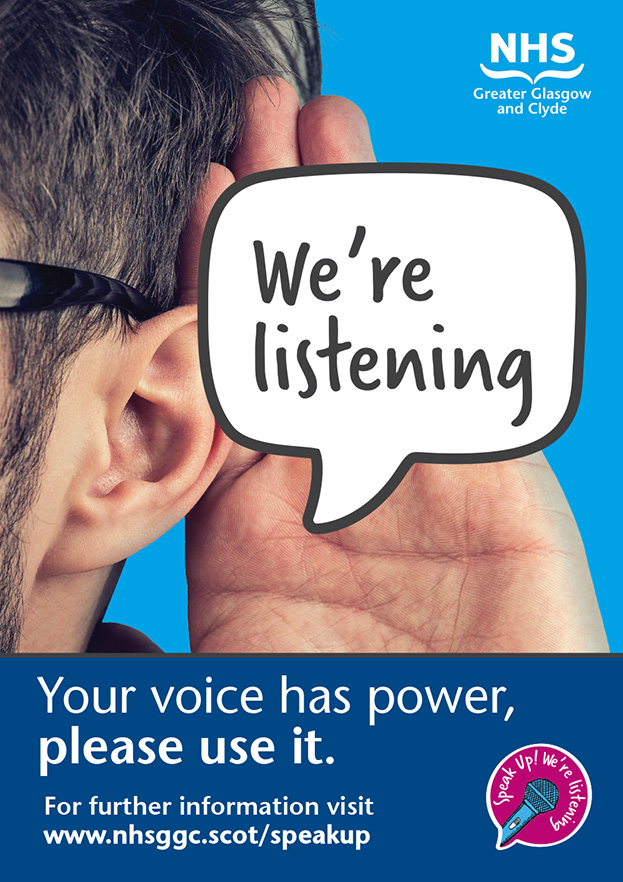 NHS
Greater Glasgow
and Clyde
We're
listening
Your voice has power,
please use it.
For further information visit
www.nhsggc.scot/speakup
Speak Up! We're listening